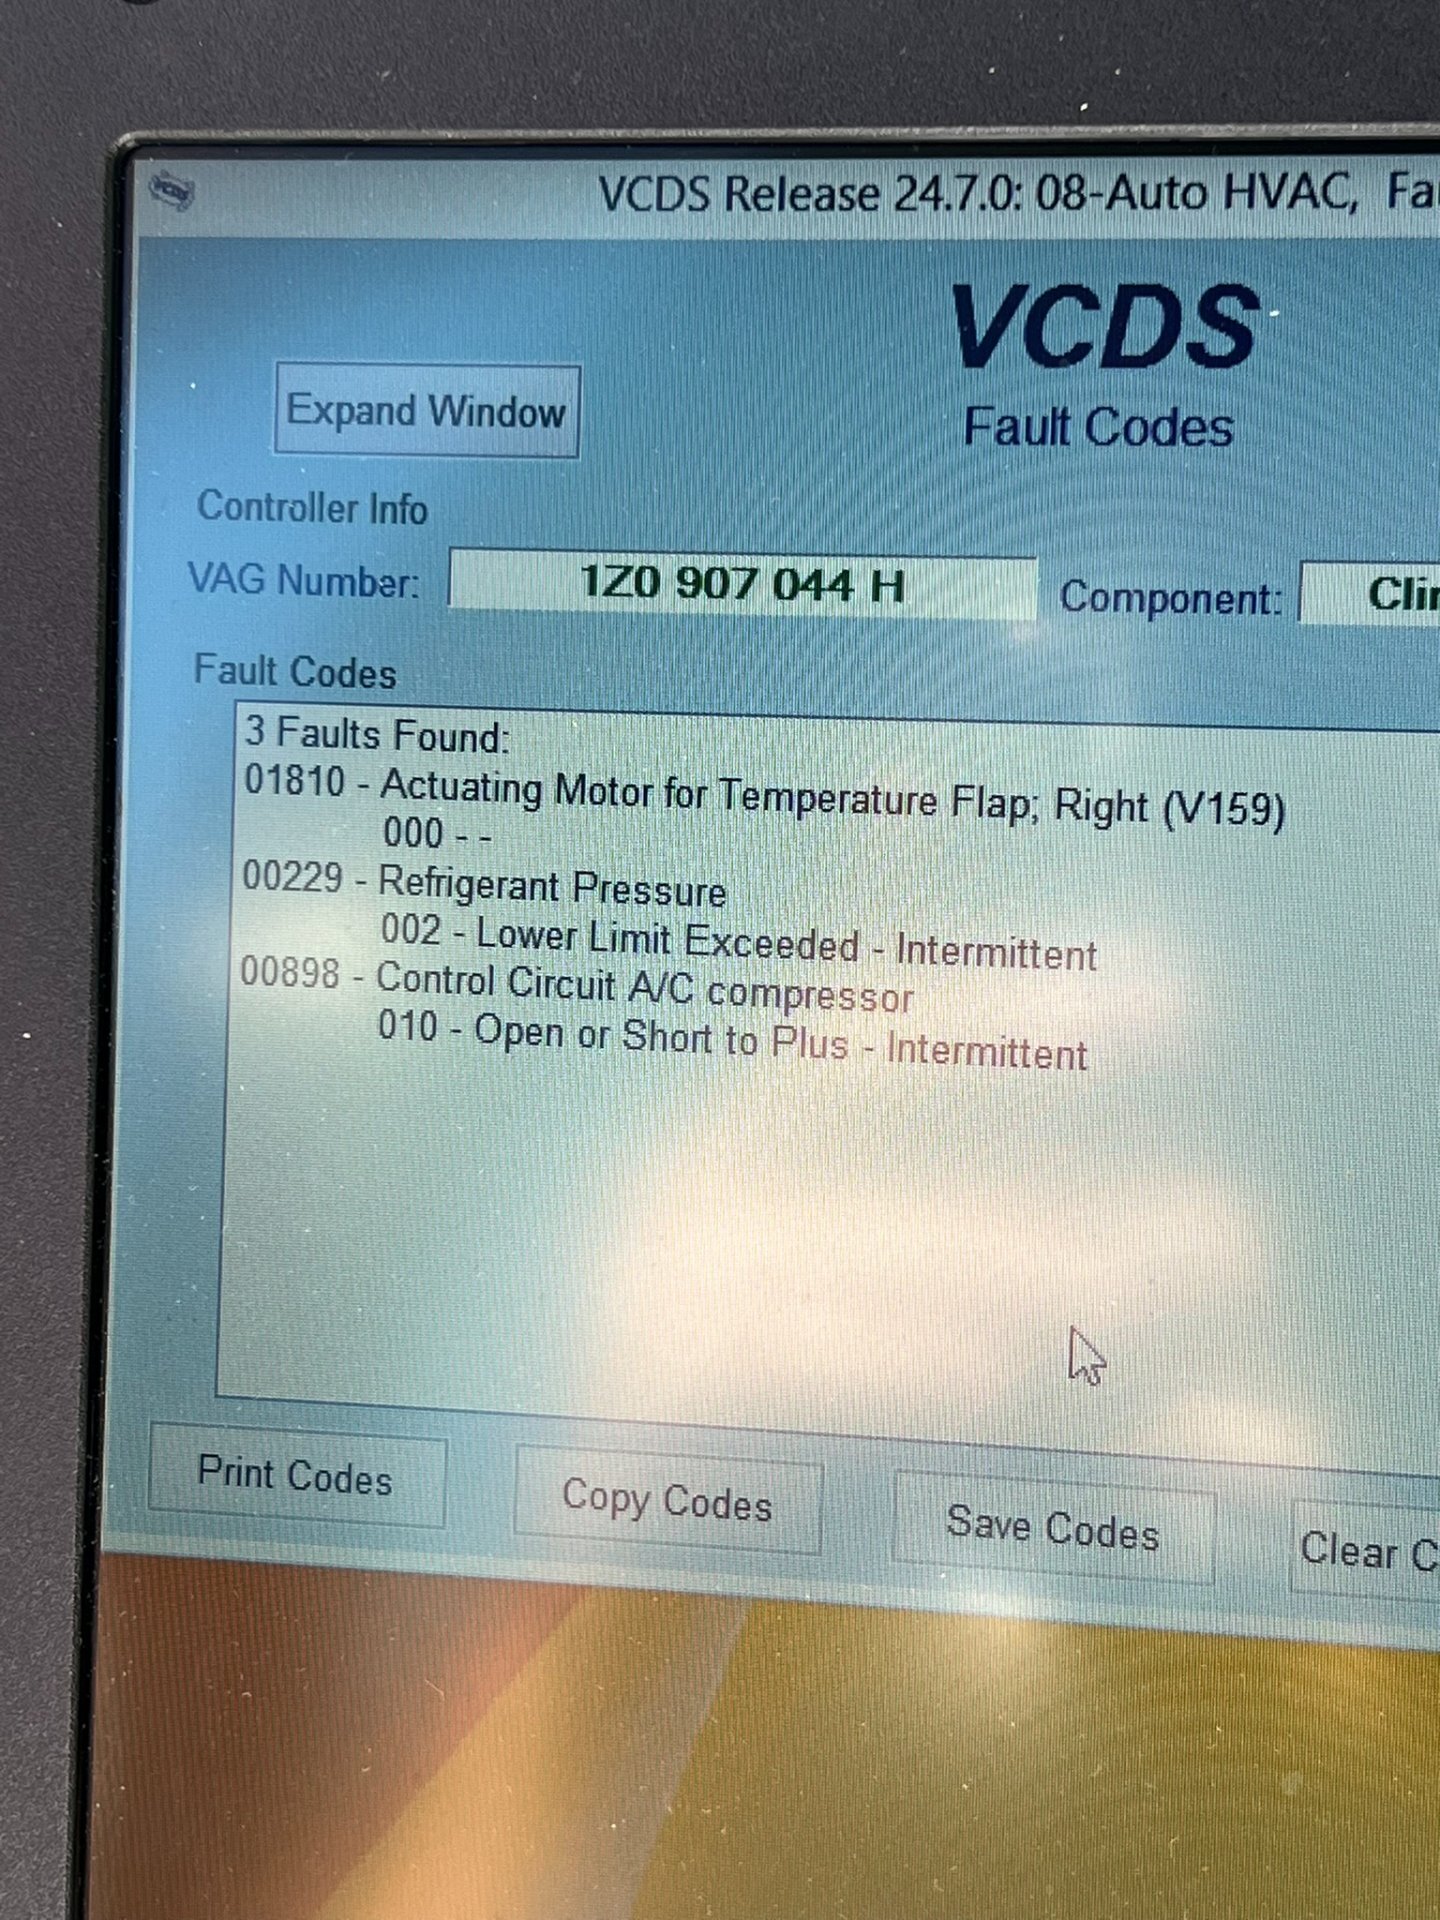 VCDS Release 24.7.0: 08-Auto HVAC,
VCDS
Fault Codes
Expand Window
Controller Info
VAG Number: 1Z0 907 044 H Component:
Fault Codes
3 Faults Found:
01810 - Actuating Motor for Temperature Flap; Right (V159)
000 - -
00229 - Refrigerant Pressure
002 - Lower Limit Exceeded - Intermittent
00898 - Control Circuit A/C compressor
010 - Open or Short to Plus - Intermittent
Print Codes Copy Codes Save Codes Clear C